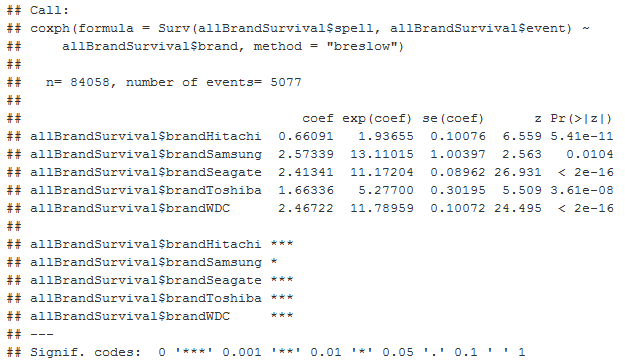 ## Call:
## coxph(formula = Surv(allBrandSurvival$spell, allBrandSurvival$event) ~
##     allBrandSurvival$brand, method = "breslow")
##
##   n= 84058, number of events= 5077
##
##                              coef exp(coef) se(coef)      z Pr(>|z|)
## allBrandSurvival$brandHitachi  0.66091   1.93655  0.10076  6.559 5.41e-11
## allBrandSurvival$brandSamsung  2.57339  13.11015  1.00397  2.563   0.0104
## allBrandSurvival$brandSeagate  2.41341  11.17204  0.08962 26.931  < 2e-16
## allBrandSurvival$brandToshiba  1.66336   5.27700  0.30195  5.509 3.61e-08
## allBrandSurvival$brandWDC      2.46722  11.78959  0.10072 24.495  < 2e-16
##
## allBrandSurvival$brandHitachi ***
## allBrandSurvival$brandSamsung *
## allBrandSurvival$brandSeagate ***
## allBrandSurvival$brandToshiba ***
## allBrandSurvival$brandWDC     ***
## ---
## Signif. codes:  0 '***' 0.001 '**' 0.01 '*' 0.05 '.' 0.1 ' ' 1